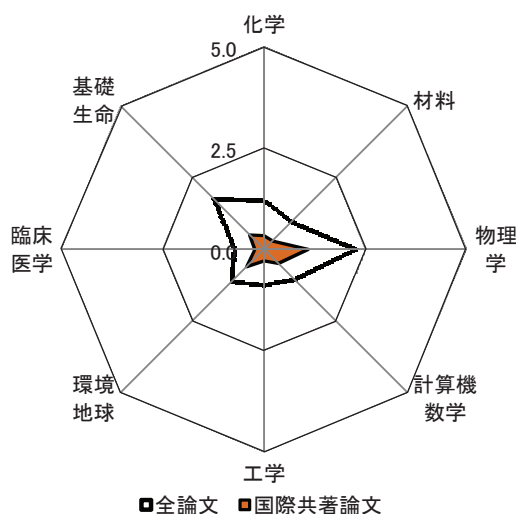 化学
5.0
基礎
生命
材料
2.5
臨床
医学
0.0
物理
学
環境
地球
計算機
数学
工学
全論文 国際共著論文